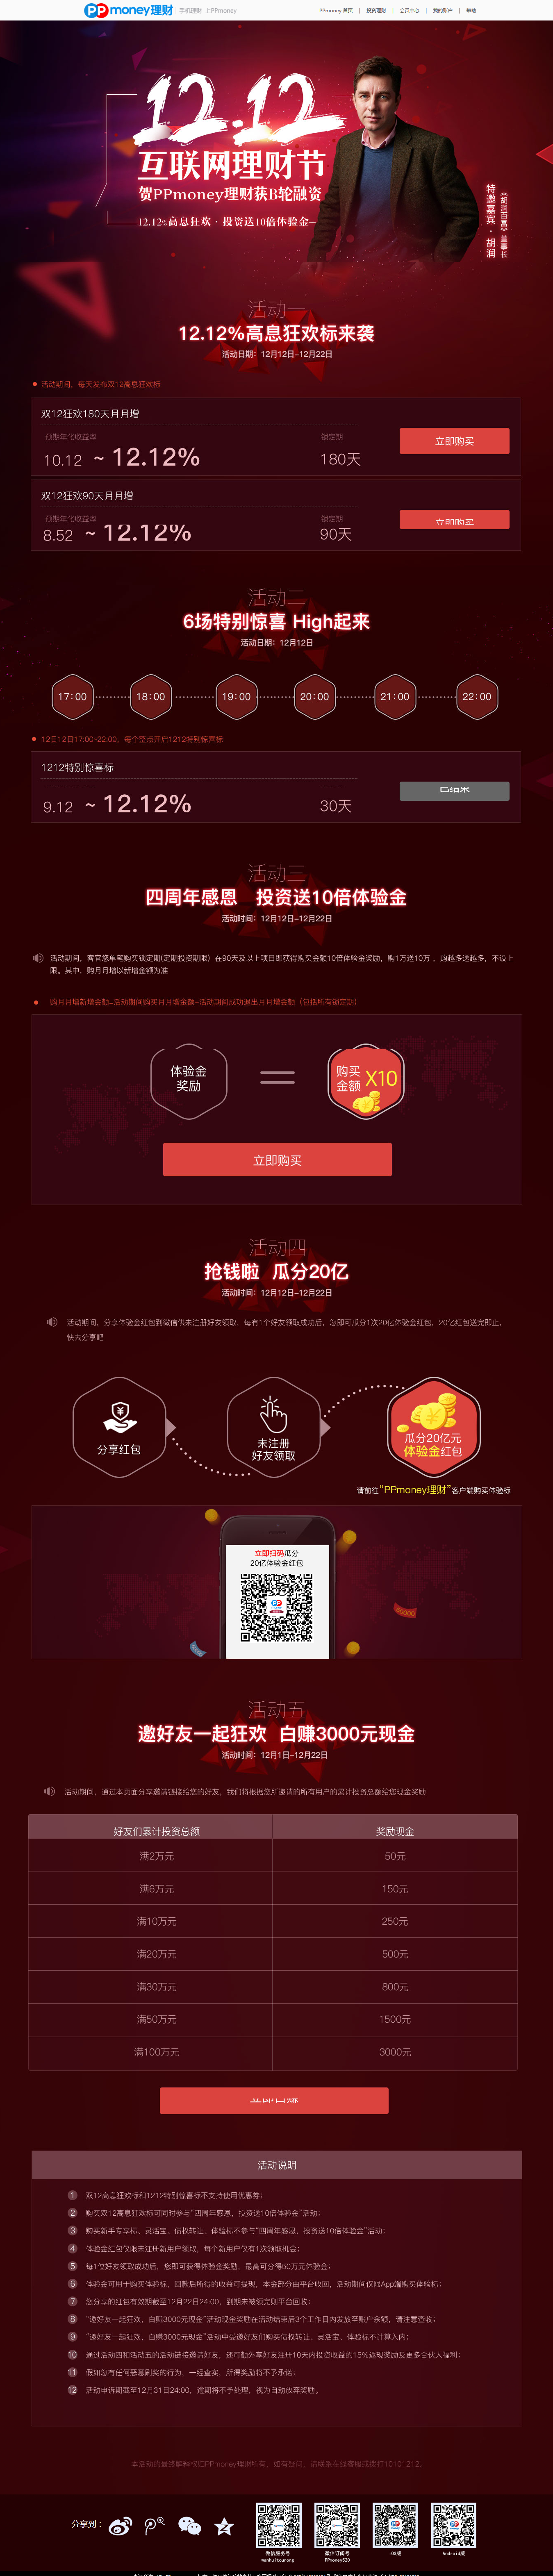 PPmoney理财 手机理财 上PPmoney
PPmoney 首页 | 投资理财 | 会员中心 | 我的账户 | 帮助
12.12
互联网理财节
贺PPmoney理财获B轮融资
12.12%高息狂欢·投资送10倍体验金
特邀嘉宾·胡润
《胡润百富》董事长
活动一
12.12%高息狂欢标来袭
活动日期：12月12日-12月22日
活动期间，每天发布双12高息狂欢标
双12狂欢180天月月增
预期年化收益率 锁定期
10.12 ~ 12.12% 180天
立即购买
双12狂欢90天月月增
预期年化收益率 锁定期
8.52 ~ 12.12% 90天
立即购买
活动二
6场特别惊喜 High起来
活动日期：12月12日
17:00 18:00 19:00 20:00 21:00 22:00
12日12日17:00-22:00，每个整点开启1212特别惊喜标
1212特别惊喜标
9.12 ~ 12.12% 30天
已结束
活动三
四周年感恩 投资送10倍体验金
活动时间：12月12日-12月22日
活动期间，客官您单笔购买锁定期(定期投资期限）在90天及以上项目即获得购买金额10倍体验金奖励，购1万送10万 ，购越多送越多，不设上
限。其中，购月月增以新增金额为准
购月月增新增金额=活动期间购买月月增金额-活动期间成功退出月月增金额（包括所有锁定期）
体验金
奖励
购买
金额 X10
立即购买
活动四
抢钱啦 瓜分20亿
活动时间：12月12日-12月22日
活动期间，分享体验金红包到微信供未注册好友领取，每有1个好友领取成功后，您即可瓜分1次20亿体验金红包，20亿红包送完即止，
快去分享吧
分享红包
未注册
好友领取
瓜分20亿元
体验金红包
请前往“PPmoney理财”客户端购买体验标
立即扫码瓜分
20亿体验金红包
活动五
邀好友一起狂欢 白赚3000元现金
活动时间：12月1日-12月22日
活动期间，通过本页面分享邀请链接给您的好友，我们将根据您所邀请的所有用户的累计投资总额给您现金奖励
好友们累计投资总额 奖励现金
满2万元 50元
满6万元 150元
满10万元 250元
满20万元 500元
满30万元 800元
满50万元 1500元
满100万元 3000元
立即白赚
活动说明
1 双12高息狂欢标和1212特别惊喜标不支持使用优惠券；
2 购买双12高息狂欢标可同时参与“四周年感恩，投资送10倍体验金”活动；
3 购买新手专享标、灵活宝、债权转让、体验标不参与“四周年感恩，投资送10倍体验金”活动；
4 体验金红包仅限未注册新用户领取，每个新用户仅有1次领取机会；
5 每1位好友领取成功后，您即可获得体验金奖励，最高可分得50万元体验金；
6 体验金可用于购买体验标，回款后所得的收益可提现，本金部分由平台收回，活动期间仅限App端购买体验标；
7 您分享的红包有效期截至12月22日24:00，到期未被领完则平台回收；
8 “邀好友一起狂欢，白赚3000元现金”活动现金奖励在活动结束后3个工作日内发放至账户余额，请注意查收；
9 “邀好友一起狂欢，白赚3000元现金”活动中受邀好友们购买债权转让、灵活宝、体验标不计算入内；
10 通过活动四和活动五的活动链接邀请好友，还可额外享好友注册10天内投资收益的15%返现奖励及更多合伙人福利；
11 假如您有任何恶意刷奖的行为，一经查实，所得奖励将不予承诺；
12 活动申诉期截至12月31日24:00，逾期将不予处理，视为自动放弃奖励。
本活动的最终解释权归PPmoney理财所有，如有疑问，请联系在线客服或拨打10101212。
分享到：
微信服务号
wanhuitourong
微信订阅号
PPmoney520
iOS版
Android版